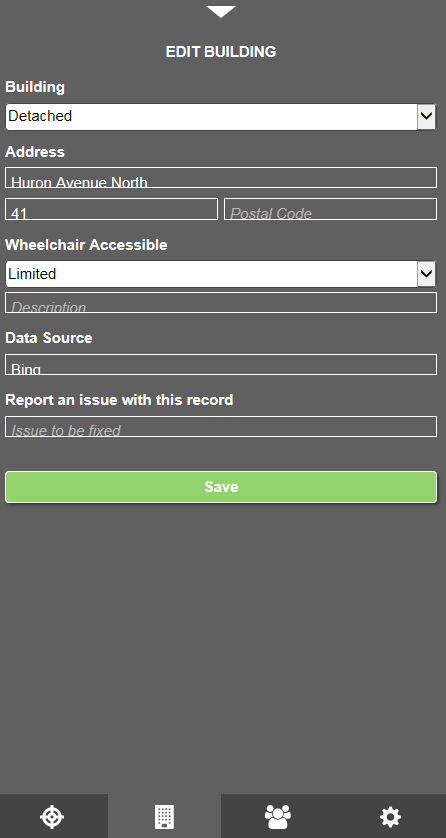 EDIT BUILDING
Building
Detached
Address
Huron Avenue North
41 Postal Code
Wheelchair Accessible
Limited
Description
Data Source
Bing
Report an issue with this record
Issue to be fixed
Save